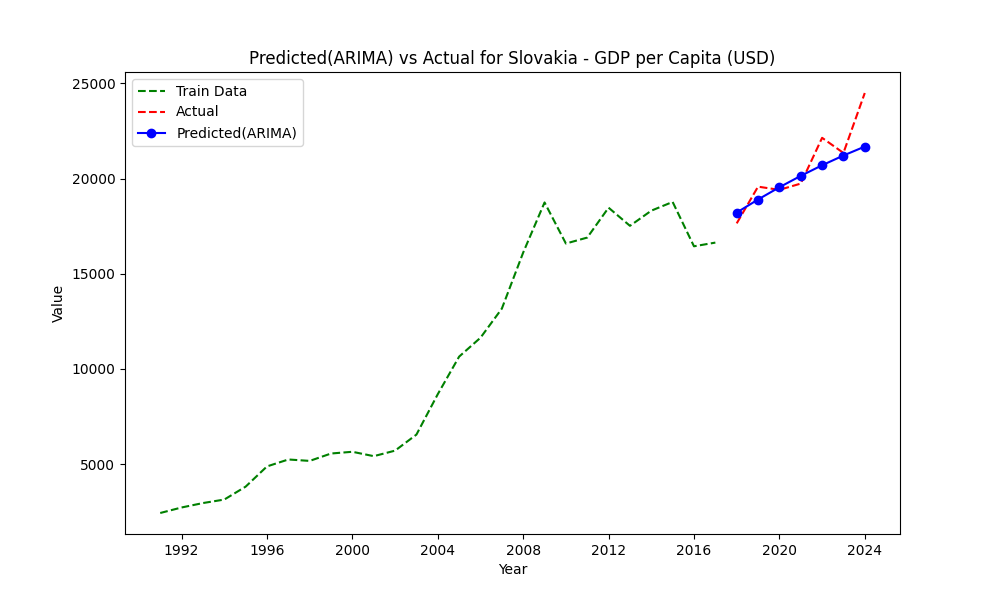 Predicted(ARIMA) vs Actual for Slovakia - GDP per Capita (USD)
25000
20000
15000
10000
5000
Value
Train Data
Actual
Predicted(ARIMA)
1992 1996 2000 2004 2008 2012 2016 2020 2024
Year